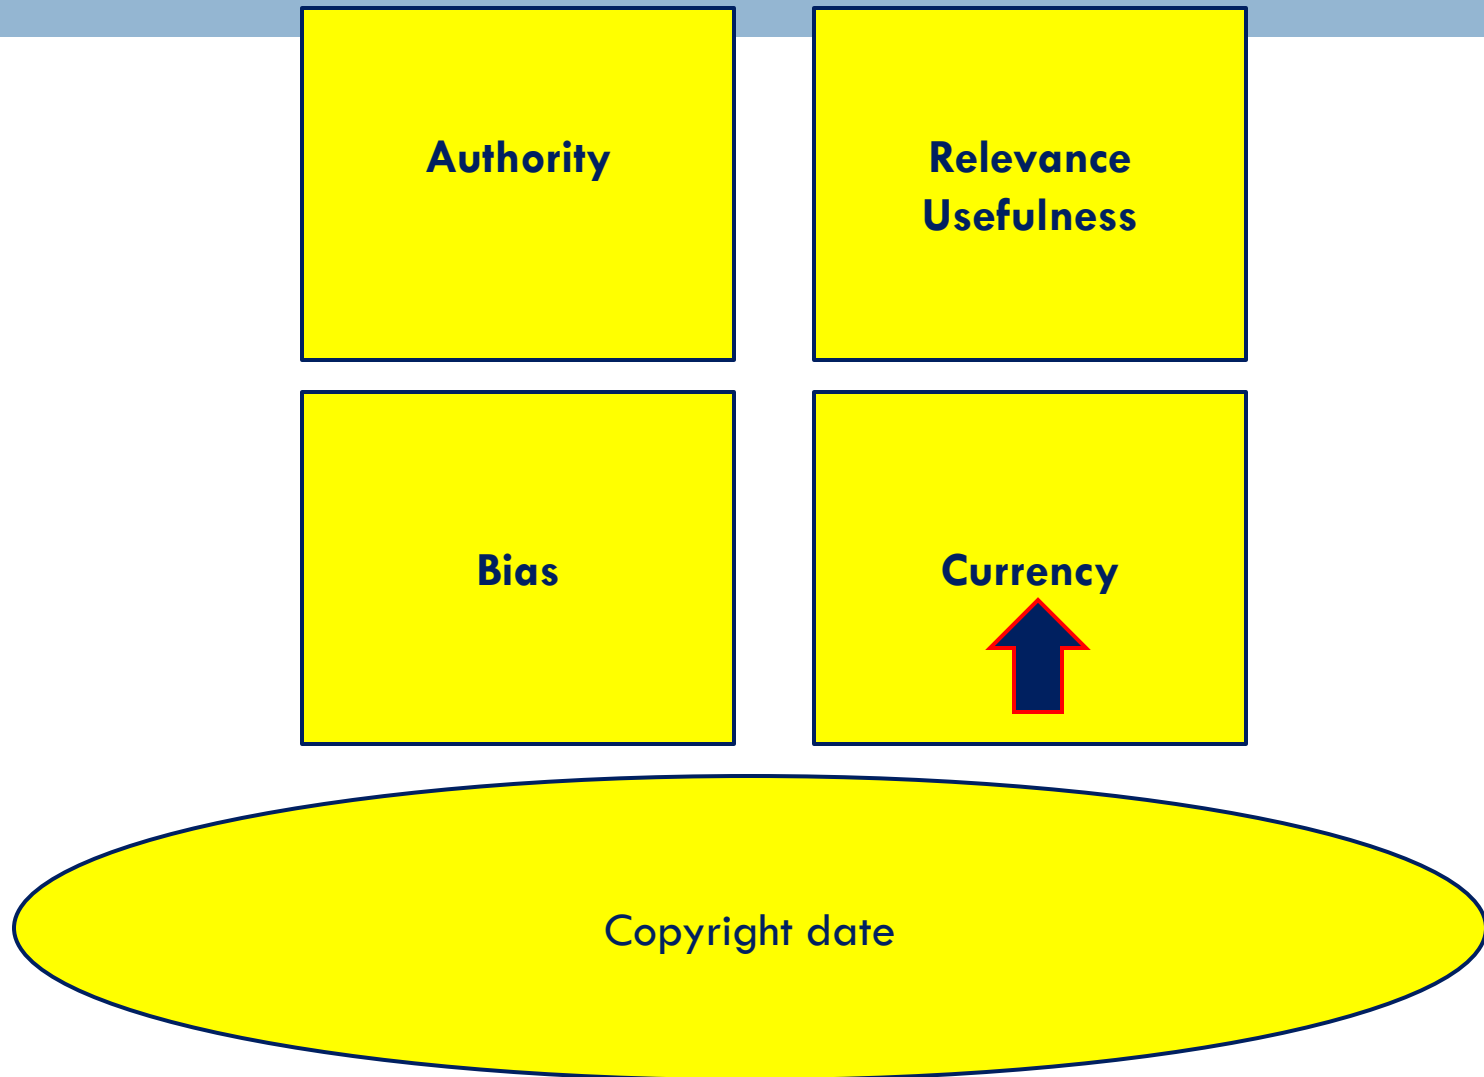 Authority
Relevance
Usefulness
Bias
Currency
Copyright date